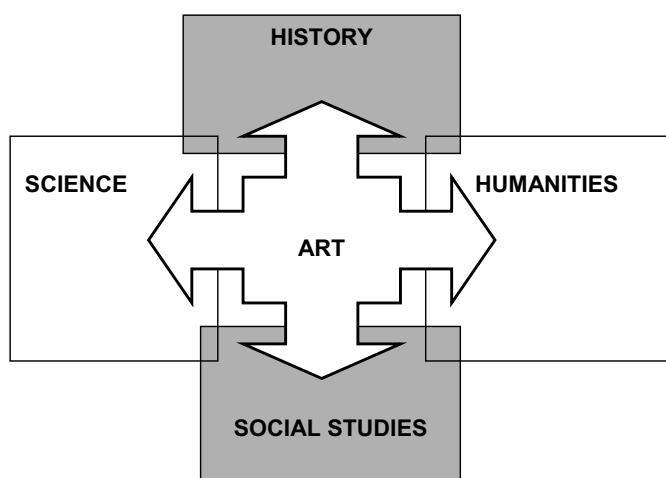 HISTORY
SCIENCE
HUMANITIES
ART
SOCIAL STUDIES